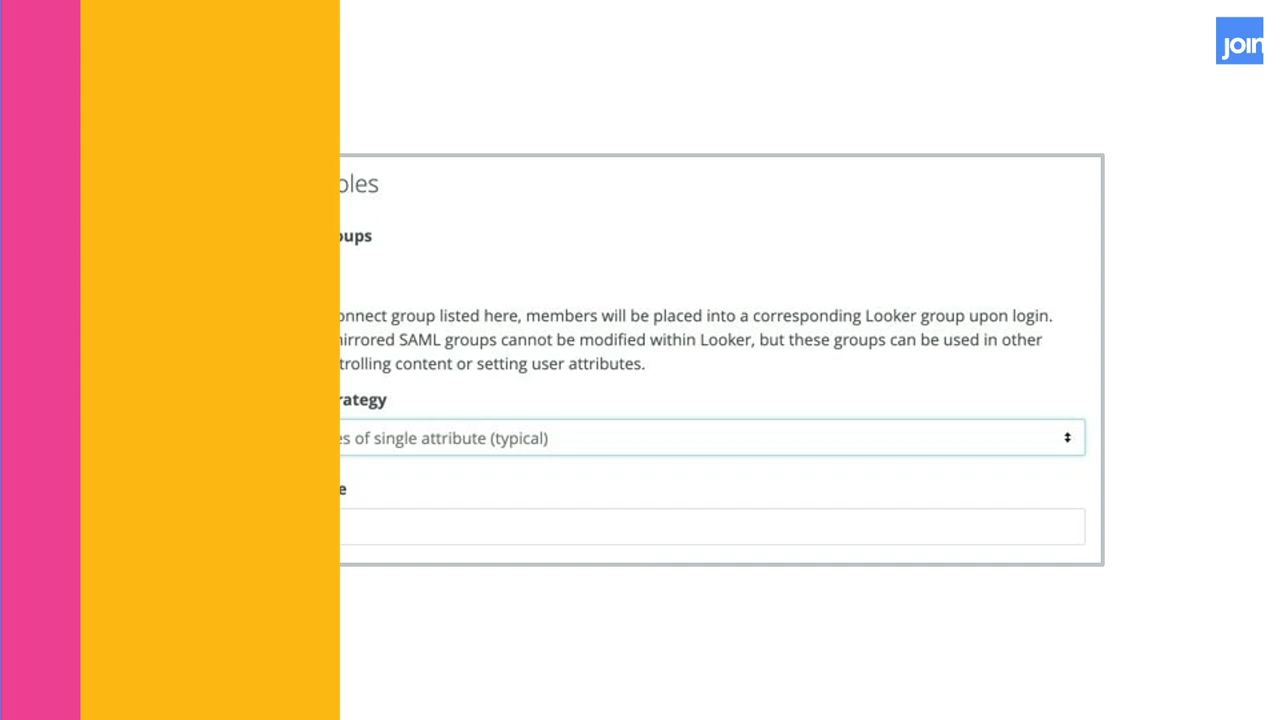 join
oles
oups
onnect group listed here, members will be placed into a corresponding Looker group upon login.
irrored SAML groups cannot be modified within Looker, but these groups can be used in other
trolling content or setting user attributes.
rategy
es of single attribute (typical)
e